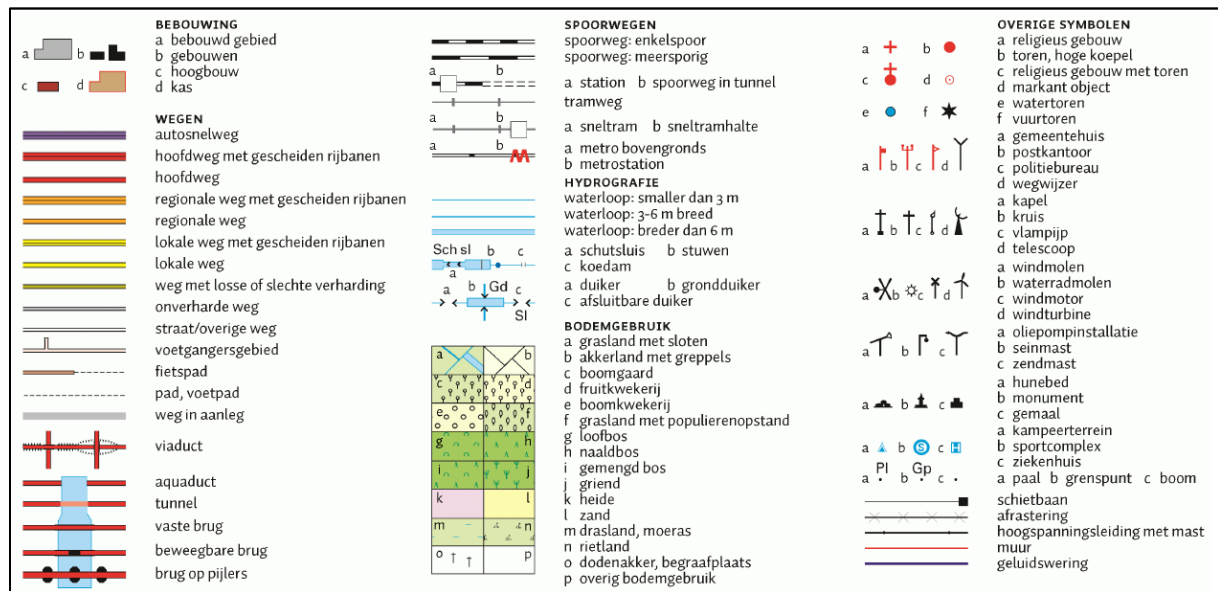 BEBOUWING
a bebouwd gebied
b gebouwen
c hoogbouw
d kas
a
b
c
d
WEGEN
autosnelweg
hoofdweg met gescheiden rijbanen
hoofdweg
regionale weg met gescheiden rijbanen
regionale weg
lokale weg met gescheiden rijbanen
lokale weg
weg met losse of slechte verharding
onverharde weg
straat/overige weg
voetgangersgebied
fietspad
pad, voetpad
weg in aanleg
viaduct
aquaduct
tunnel
vaste brug
beweegbare brug
brug op pijlers
SPOORWEGEN
spoorweg: enkelspoor
spoorweg: meersporig
a b
a station b spoorweg in tunnel
tramweg
a b
a sneltram b sneltramhalte
a b
a metro bovengronds
b metrostation
HYDROGRAFIE
waterloop: smaller dan 3 m
waterloop: 3-6 m breed
waterloop: breder dan 6 m
Sch sl b c
a
a schutsluis b stuwen
c koedam
a b Gd c
Sl
a duiker b grondduiker
c afsluitbare duiker
BODEMGEBRUIK
a grasland met sloten
b akkerland met greppels
c boomgaard
d fruitkwekerij
e boomkwekerij
f grasland met populierenopstand
g loofbos
h naaldbos
i gemengd bos
j griend
k heide
l zand
m drasland, moeras
n rietland
o dodenakker, begraafplaats
p overig bodemgebruik
a b
c d
e f
g h
i j
k l
m n
o p
OVERIGE SYMBOLEN
a b
c d
e f
a religieus gebouw
b toren, hoge koepel
c religieus gebouw met toren
d markant object
e watertoren
f vuurtoren
a b c d
a gemeentehuis
b postkantoor
c politiebureau
d wegwijzer
a b c d
a kapel
b kruis
c vlampijp
d telescoop
a b c d
a windmolen
b waterradmolen
c windmotor
d windturbine
a b c
a oliepompinstallatie
b seinmast
c zendmast
a b c
a hunebed
b monument
c gemaal
a b S c H
a kampeerterrein
b sportcomplex
c ziekenhuis
Pl Gp
a b c
a paal b grenspunt c boom
schietbaan
afrastering
hoogspanningsleiding met mast
muur
geluidswering